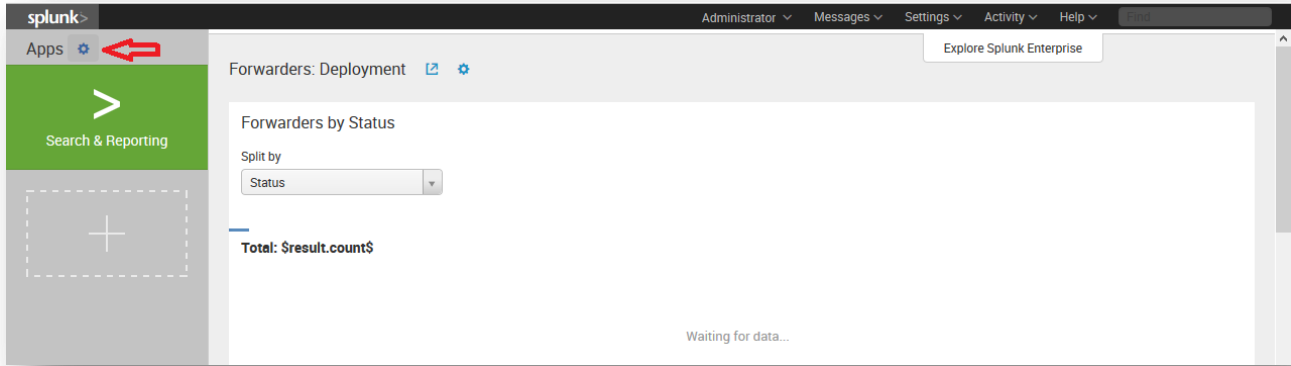 splunk>
Administrator Messages Settings Activity Help Find
Apps
Explore Splunk Enterprise
Forwarders: Deployment
>
Search & Reporting
Forwarders by Status
Split by
Status
Total: $result.count$
Waiting for data...